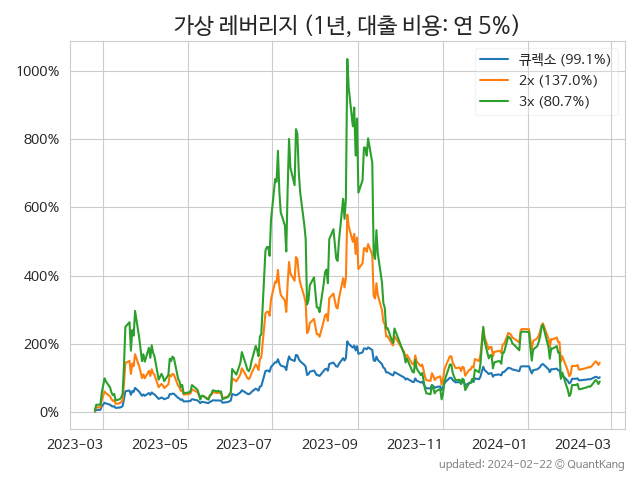 가상 레버리지 (1년, 대출 비용: 연 5%)
큐렉소 (99.1%)
2x (137.0%)
3x (80.7%)
1000%
800%
600%
400%
200%
0%
2023-03 2023-05 2023-07 2023-09 2023-11 2024-01 2024-03
updated: 2024-02-22 © QuantKang